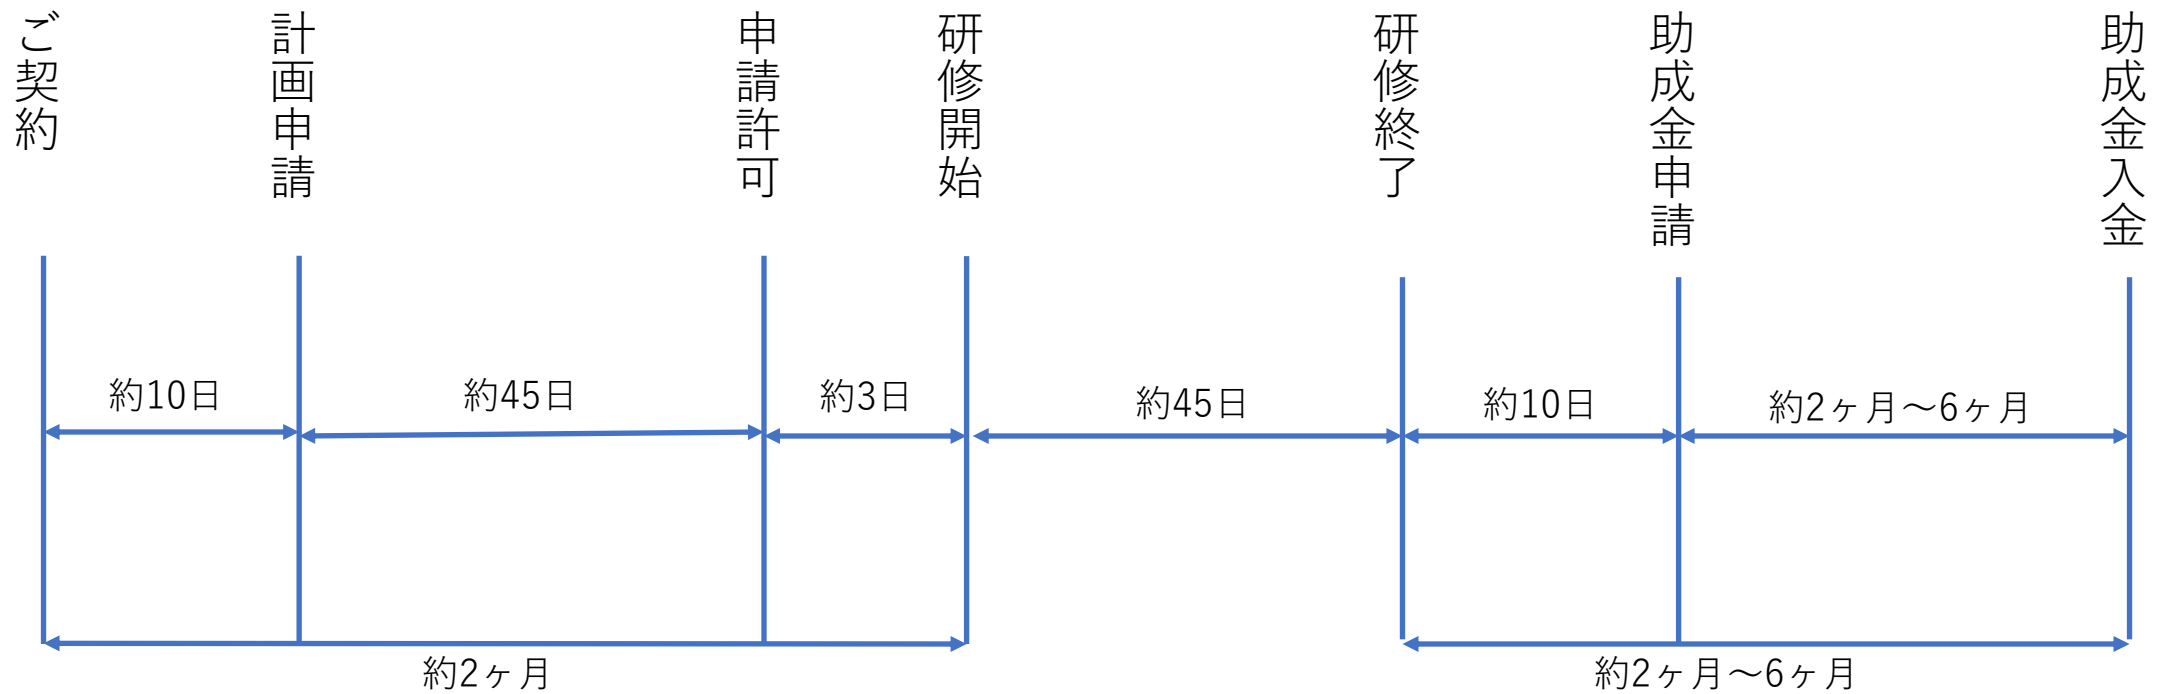 ご契約
計画申請
申請許可
研修開始
研修終了
助成金申請
助成金入金
約10日
約45日
約3日
約45日
約10日
約2ヶ月～6ヶ月
約2ヶ月
約2ヶ月～6ヶ月